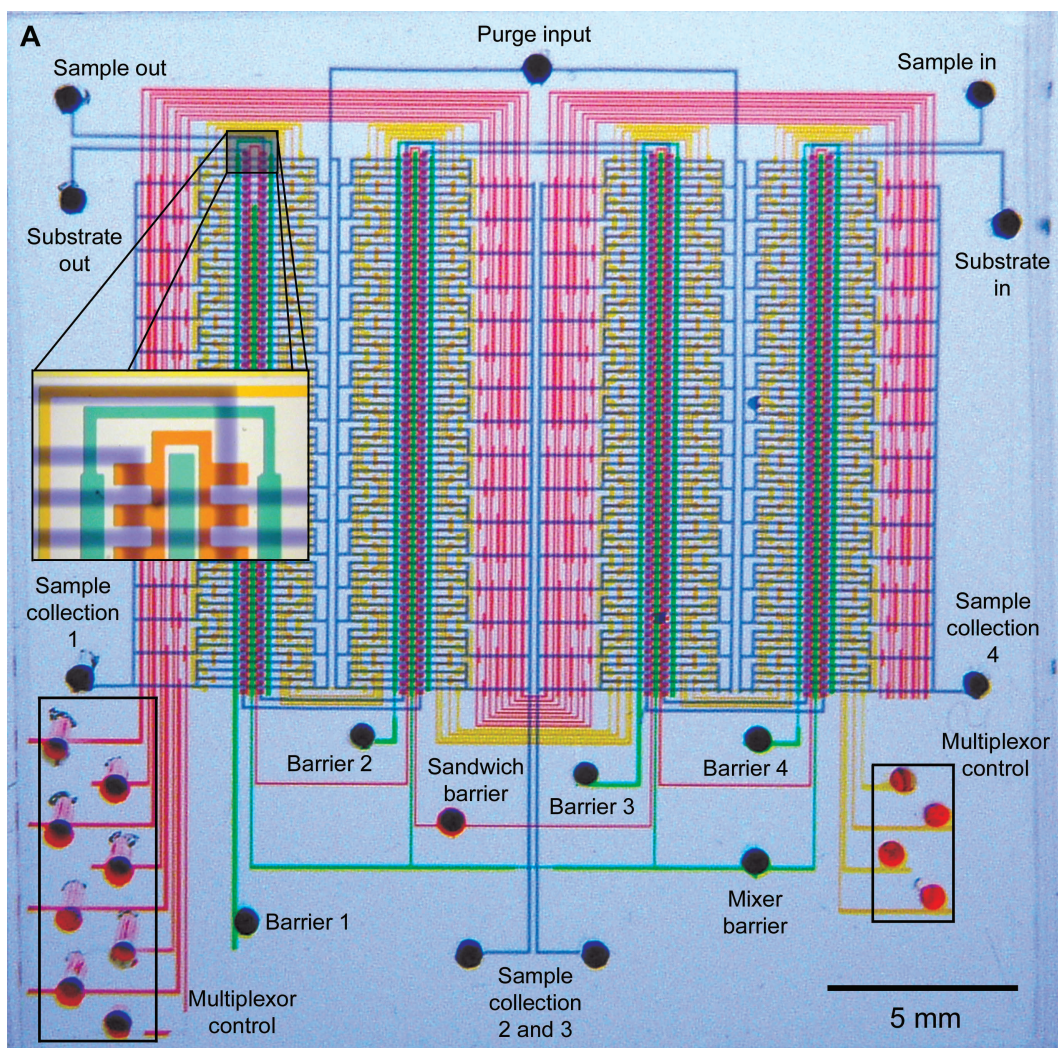 A
Purge input
Sample out
Sample in
Substrate
out
Substrate
in
Sample
collection
1
Sample
collection
4
Barrier 2
Sandwich
barrier
Barrier 3
Barrier 4
Multiplexor
control
Mixer
barrier
Barrier 1
Multiplexor
control
Sample
collection
2 and 3
5 mm